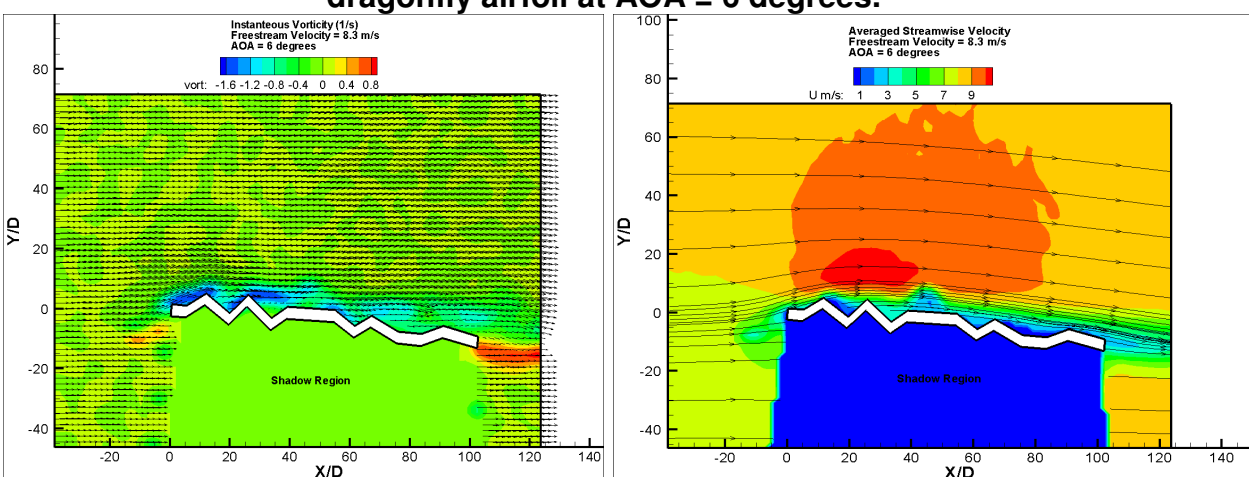 dragonfly airfoil at AOA = 6 degrees.
Instanteous Vorticity (1/s)
Freestream Velocity = 8.3 m/s
AOA = 6 degrees
vort: -1.6 -1.2 -0.8 -0.4 0 0.4 0.8
80
60
40
20
0
-20
-40
Y/D
Shadow Region
-20 0 20 40 60 80 100 120 140
X/D
Averaged Streamwise Velocity
Freestream Velocity = 8.3 m/s
AOA = 6 degrees
U m/s: 1 3 5 7 9
100
80
60
40
20
0
-20
-40
Y/D
Shadow Region
-20 0 20 40 60 80 100 120 140
X/D